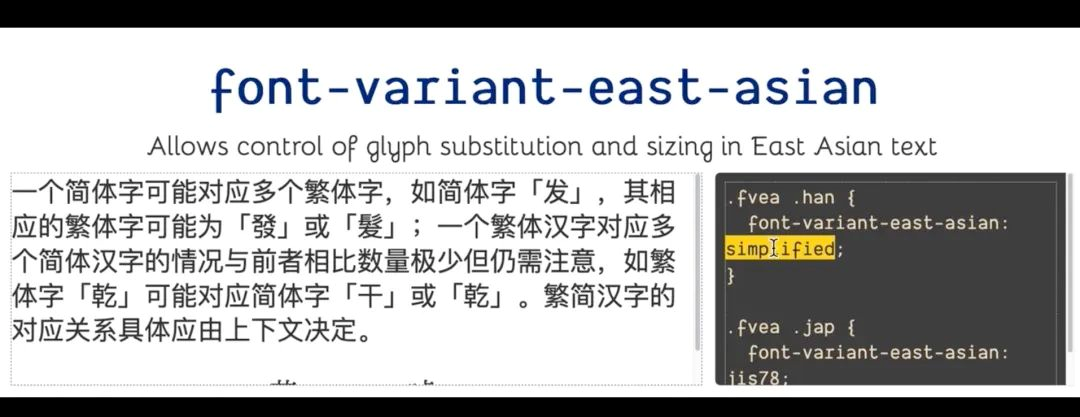 font-variant-east-asian
Allows control of glyph substitution and sizing in East Asian text
一个简体字可能对应多个繁体字，如简体字「发」，其相
应的繁体字可能为「發」或「髮」；一个繁体汉字对应多
个简体汉字的情况与前者相比数量极少但仍需注意，如繁
体字「乾」可能对应简体字「干」或「乾」。繁简汉字的
对应关系具体应由上下文决定。
.fvea .han {
font-variant-east-asian:
simplified;
}
.fvea .jap {
font-variant-east-asian:
jis78;